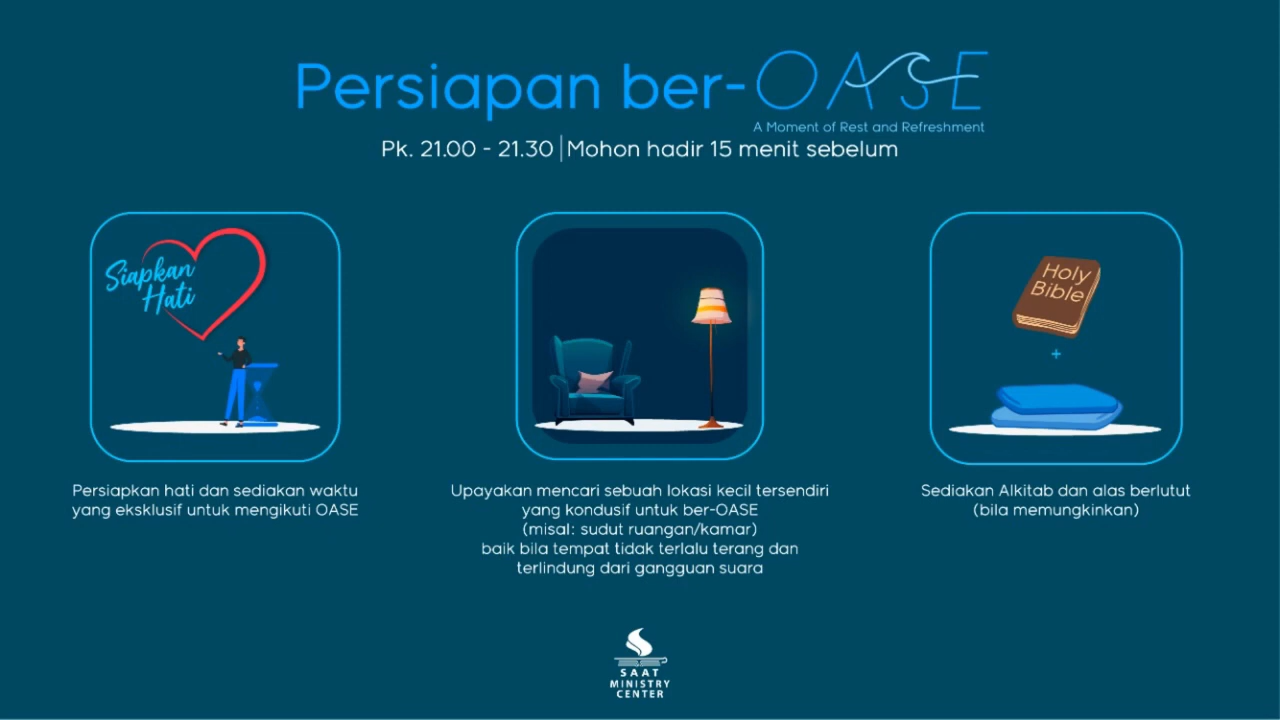 Persiapan ber-OASE
A Moment of Rest and Refreshment
Pk. 21.00 - 21.30 | Mohon hadir 15 menit sebelum
Siapkan
Hati
Persiapkan hati dan sediakan waktu
yang eksklusif untuk mengikuti OASE
Upayakan mencari sebuah lokasi kecil tersendiri
yang kondusif untuk ber-OASE
(misal: sudut ruangan/kamar)
baik bila tempat tidak terlalu terang dan
terlindung dari gangguan suara
Holy
Bible
+
Sediakan Alkitab dan alas berlutut
(bila memungkinkan)
SAAT
MINISTRY
CENTER